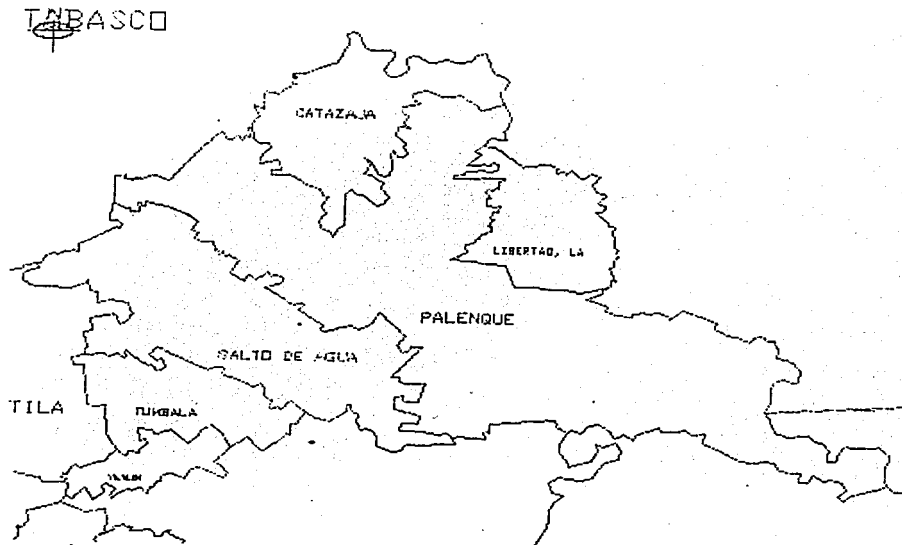 TABASCO
N
CATAZAJA
LIBERTAD, LA
PALENQUE
SALTO DE AGUA
TILA
TUMBALA